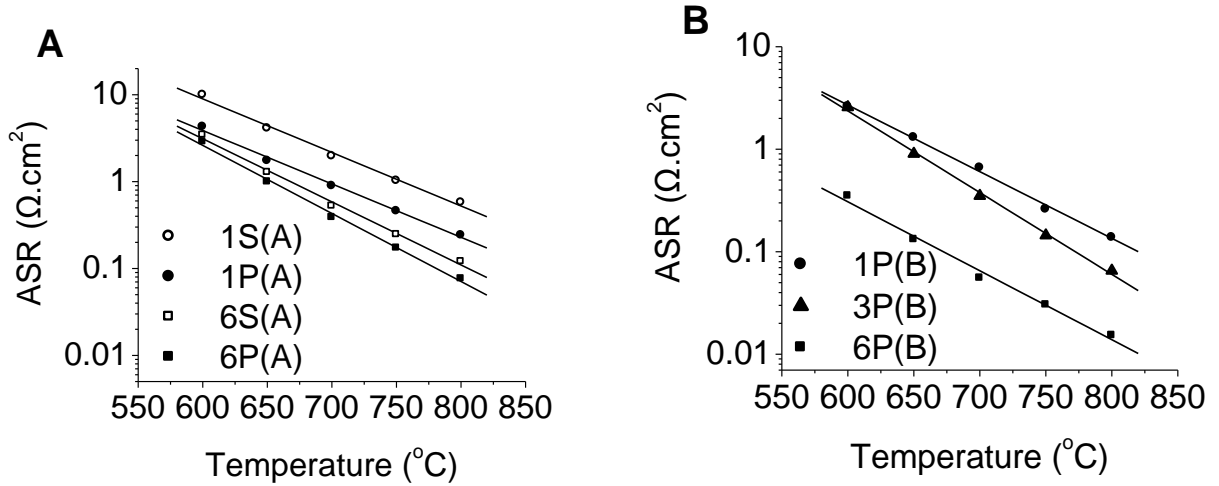 A
ASR (Ω.cm²)
10
1
0.1
0.01
1S(A)
1P(A)
6S(A)
6P(A)
550 600 650 700 750 800 850
Temperature (°C)
B
ASR (Ω.cm²)
10
1
0.1
0.01
1P(B)
3P(B)
6P(B)
550 600 650 700 750 800 850
Temperature (°C)